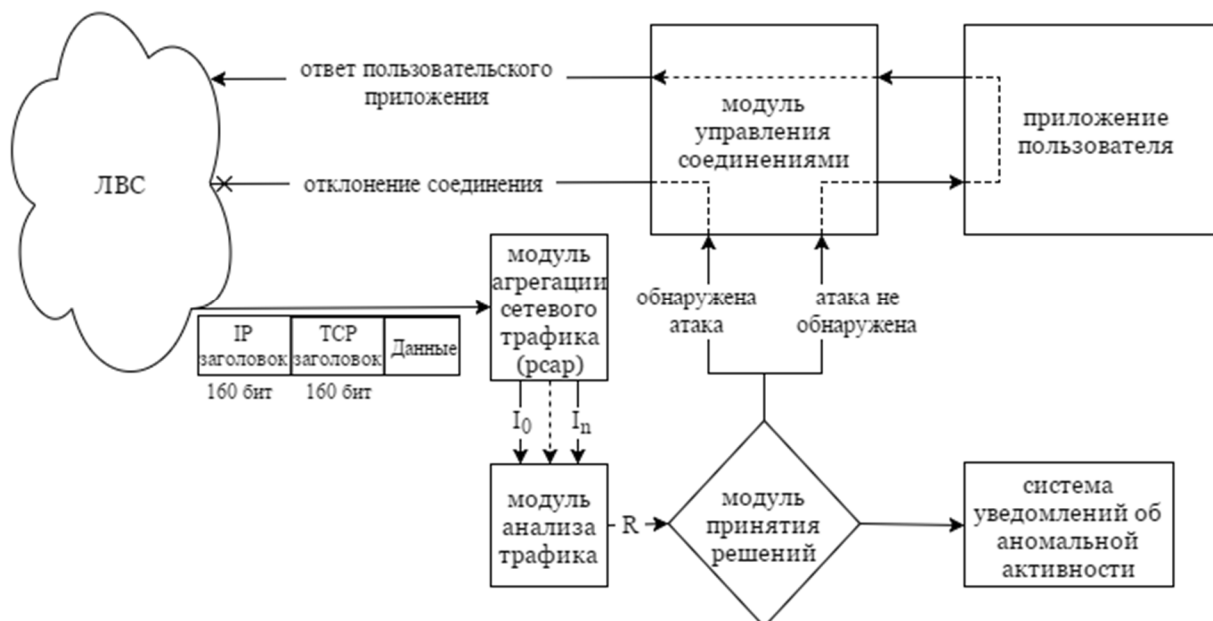 ответ пользовательского
приложения
модуль
управления
соединениями
приложение
пользователя
ЛВС
отклонение соединения
модуль
агрегации
сетевого
трафика
(pcap)
обнаружена
атака
атака не
обнаружена
IP
заголовок
TCP
заголовок
Данные
160 бит
160 бит
I0
In
модуль
анализа
трафика
R
модуль
принятия
решений
система
уведомлений об
аномальной
активности